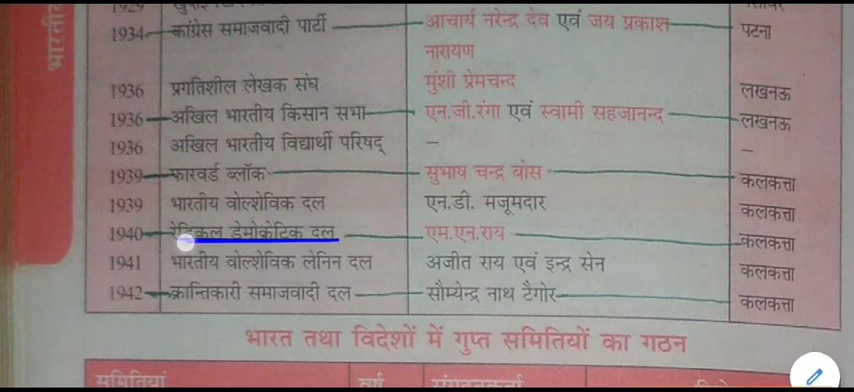 1929
1934 कांग्रेस समाजवादी पार्टी आचार्य नरेन्द्र देव एवं जय प्रकाश पटना
नारायण
1936 प्रगतिशील लेखक संघ मुंशी प्रेमचन्द लखनऊ
1936 अखिल भारतीय किसान सभा एन.जी.रंगा एवं स्वामी सहजानन्द लखनऊ
1936 अखिल भारतीय विद्यार्थी परिषद् – –
1939 फारवर्ड ब्लॉक सुभाष चन्द्र बोस कलकत्ता
1939 भारतीय वोल्शेविक दल एन.डी. मजूमदार कलकत्ता
1940 रेडिकल डेमोक्रेटिक दल एम.एन.राय कलकत्ता
1941 भारतीय वोल्शेविक लेनिन दल अजीत राय एवं इन्द्र सेन कलकत्ता
1942 क्रान्तिकारी समाजवादी दल सौम्येन्द्र नाथ टैगोर कलकत्ता
भारत तथा विदेशों में गुप्त समितियों का गठन
समितियां वर्ष